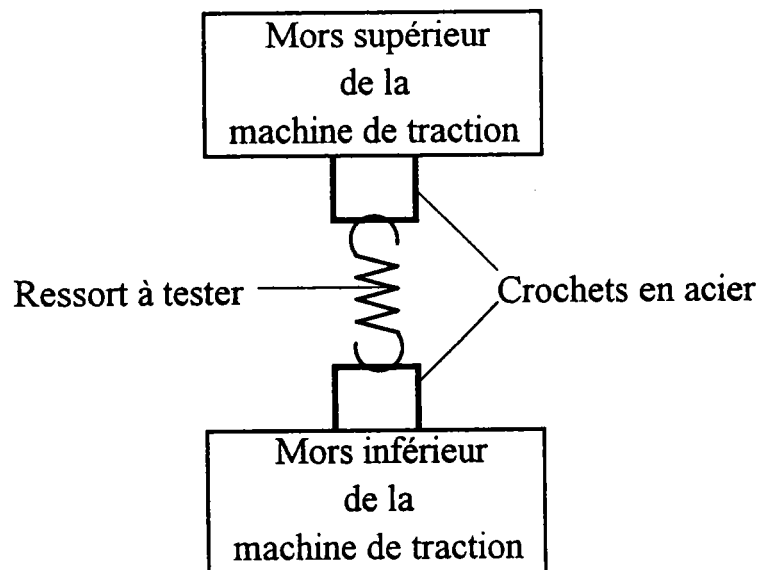 Mors supérieur
de la
machine de traction
Ressort à tester
Crochets en acier
Mors inférieur
de la
machine de traction